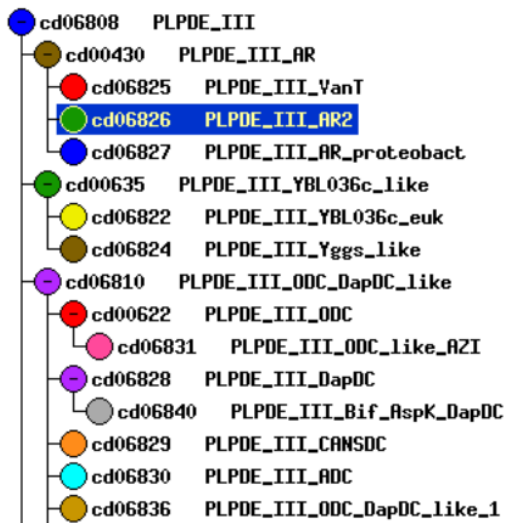 cd06808 PLPDE_III
cd00430 PLPDE_III_AR
cd06825 PLPDE_III_VanT
cd06826 PLPDE_III_AR2
cd06827 PLPDE_III_AR_proteobact
cd00635 PLPDE_III_YBL036c_like
cd06822 PLPDE_III_YBL036c_euk
cd06824 PLPDE_III_Yggs_like
cd06810 PLPDE_III_ODC_DapDC_like
cd00622 PLPDE_III_ODC
cd06831 PLPDE_III_ODC_like_AZI
cd06828 PLPDE_III_DapDC
cd06840 PLPDE_III_Bif_AspK_DapDC
cd06829 PLPDE_III_CANSDC
cd06830 PLPDE_III_ADC
cd06836 PLPDE_III_ODC_DapDC_like_1